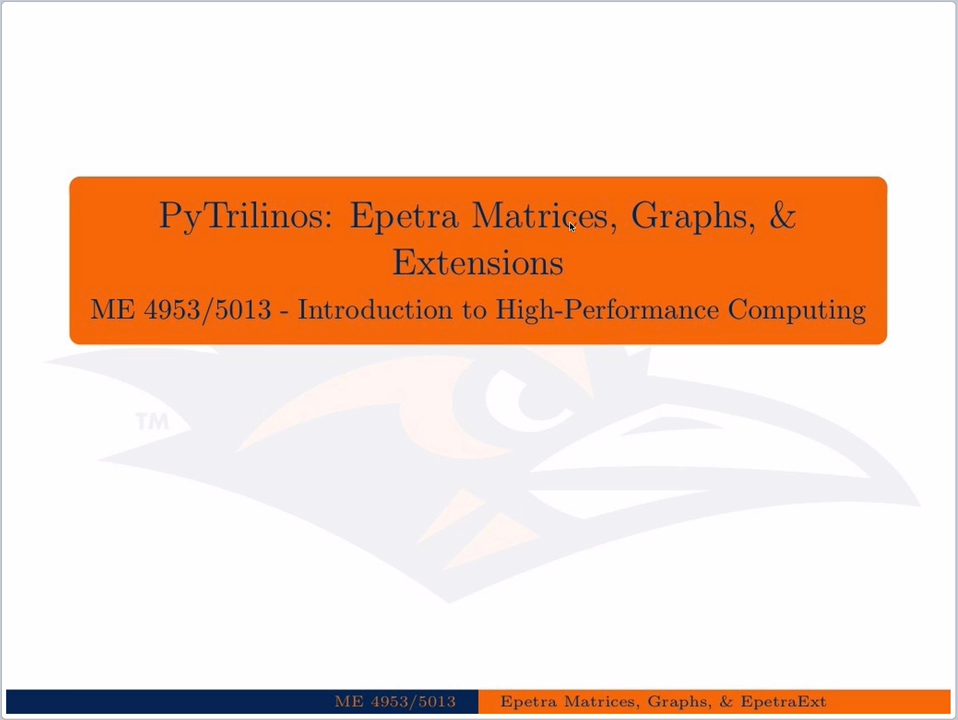 PyTrilinos: Epetra Matrices, Graphs, &
Extensions
ME 4953/5013 - Introduction to High-Performance Computing
TM
ME 4953/5013
Epetra Matrices, Graphs, & EpetraExt